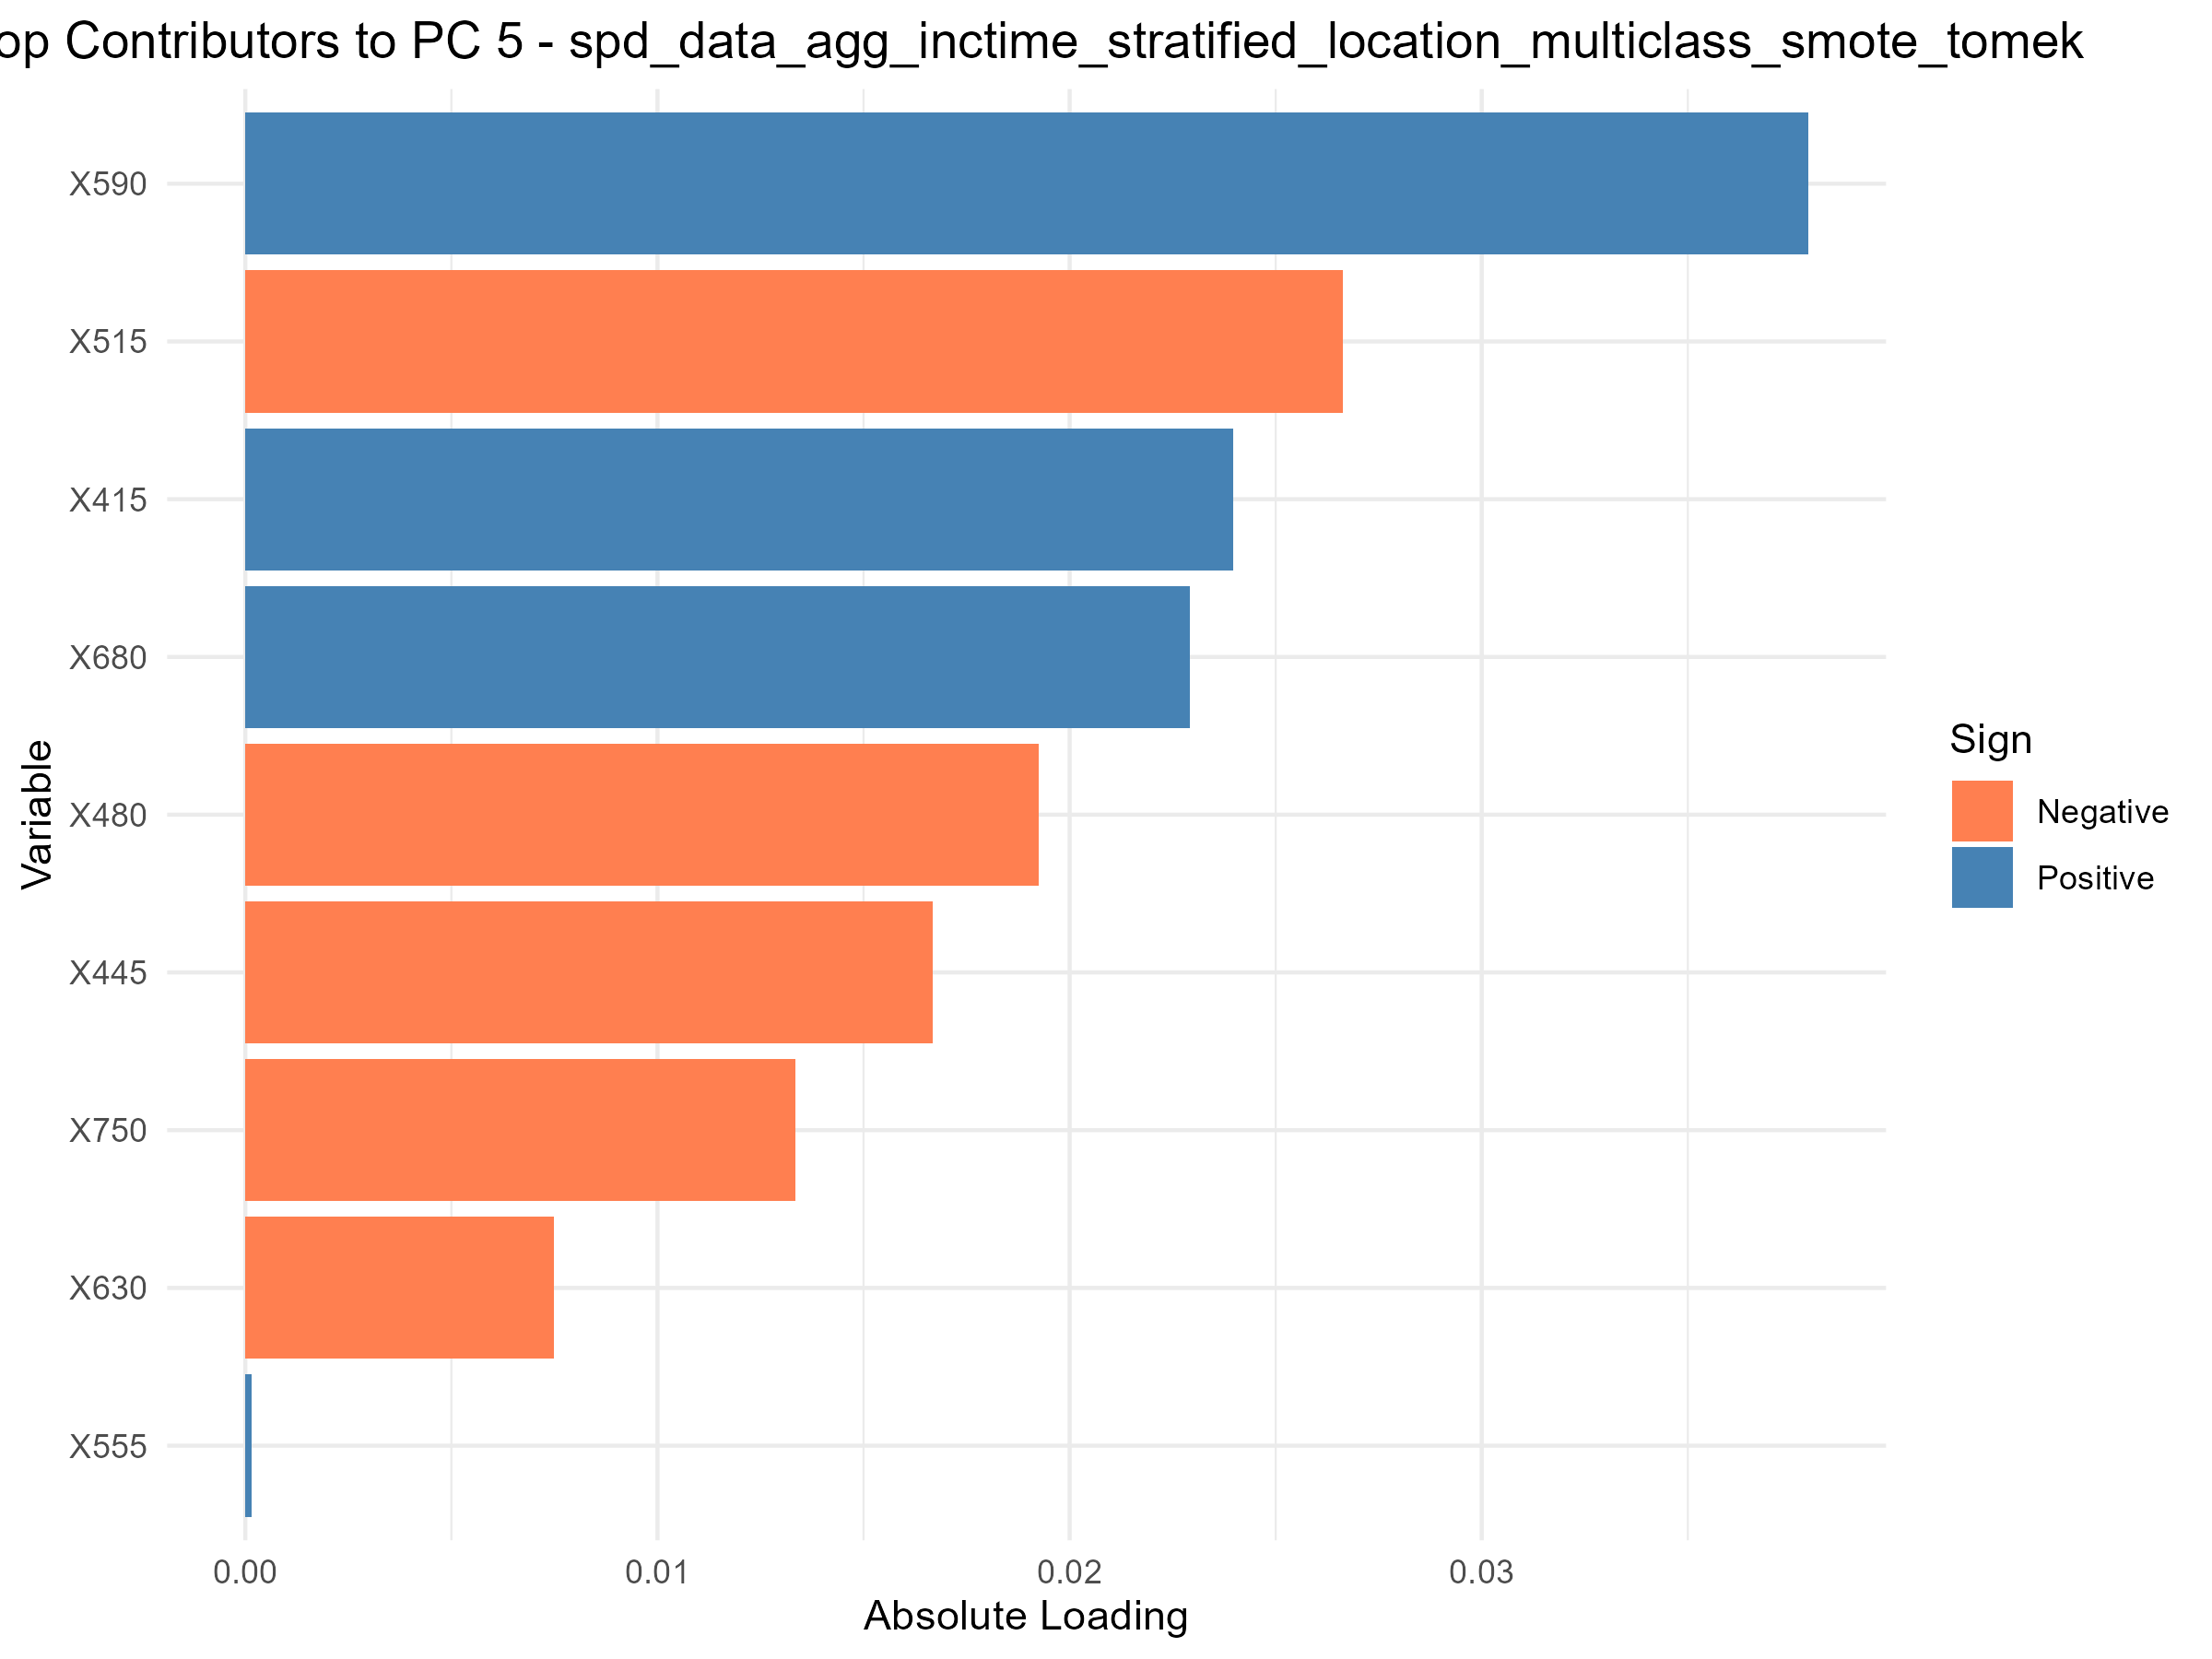 op Contributors to PC 5 - spd_data_agg_inctime_stratified_location_multiclass_smote_tomek
X590
X515
X415
X680
X480
X445
X750
X630
X555
Variable
0.00 0.01 0.02 0.03
Absolute Loading
Sign
Negative
Positive